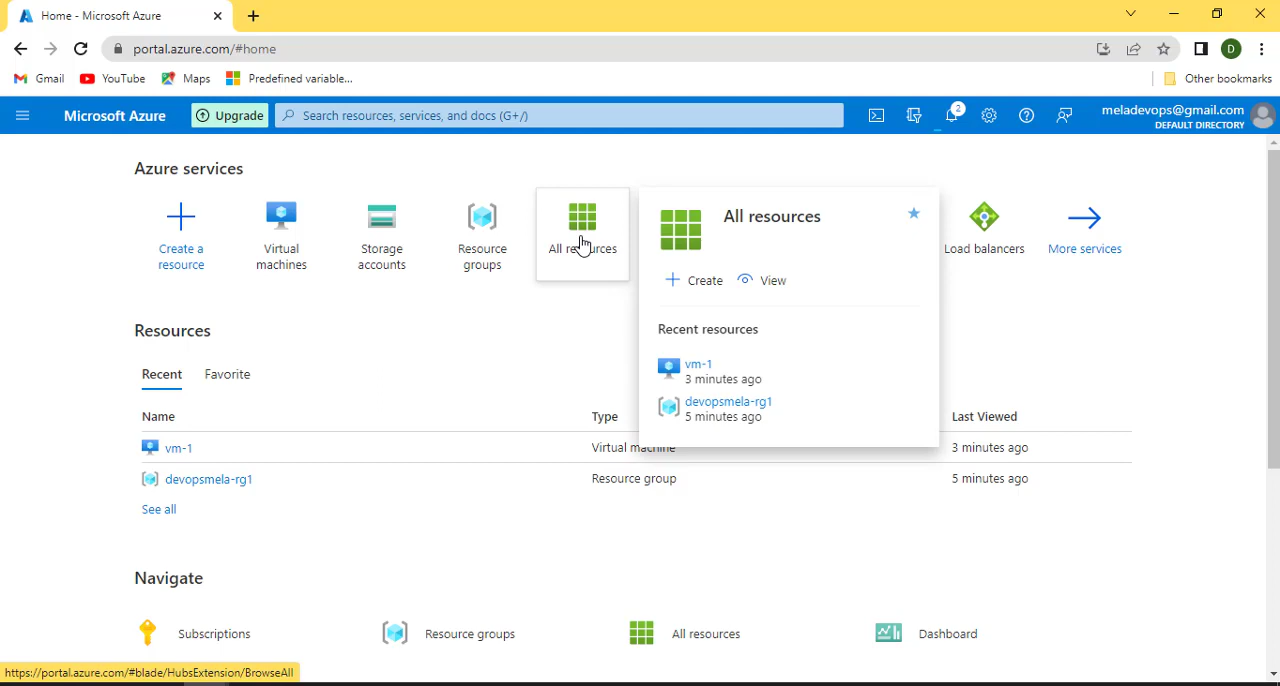 Home - Microsoft Azure
portal.azure.com/#home
Gmail YouTube Maps Predefined variable... Other bookmarks
Microsoft Azure Upgrade Search resources, services, and docs (G+/) 2 meladevops@gmail.com
DEFAULT DIRECTORY
Azure services
Create a resource
Virtual machines
Storage accounts
Resource groups
All resources
All resources
Create View
Recent resources
vm-1
3 minutes ago
devopsmela-rg1
5 minutes ago
Load balancers
More services
Resources
Recent Favorite
Name Type Last Viewed
vm-1 Virtual machine 3 minutes ago
devopsmela-rg1 Resource group 5 minutes ago
See all
Navigate
Subscriptions Resource groups All resources Dashboard
https://portal.azure.com/#blade/HubsExtension/BrowseAll
D